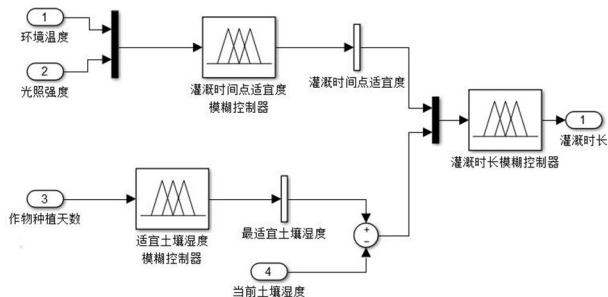 1
环境温度
2
光照强度
灌溉时间点适宜度
模糊控制器
灌溉时间点适宜度
灌溉时长模糊控制器
1
灌溉时长
3
作物种植天数
适宜土壤湿度
模糊控制器
最适宜土壤湿度
+
−
4
当前土壤湿度